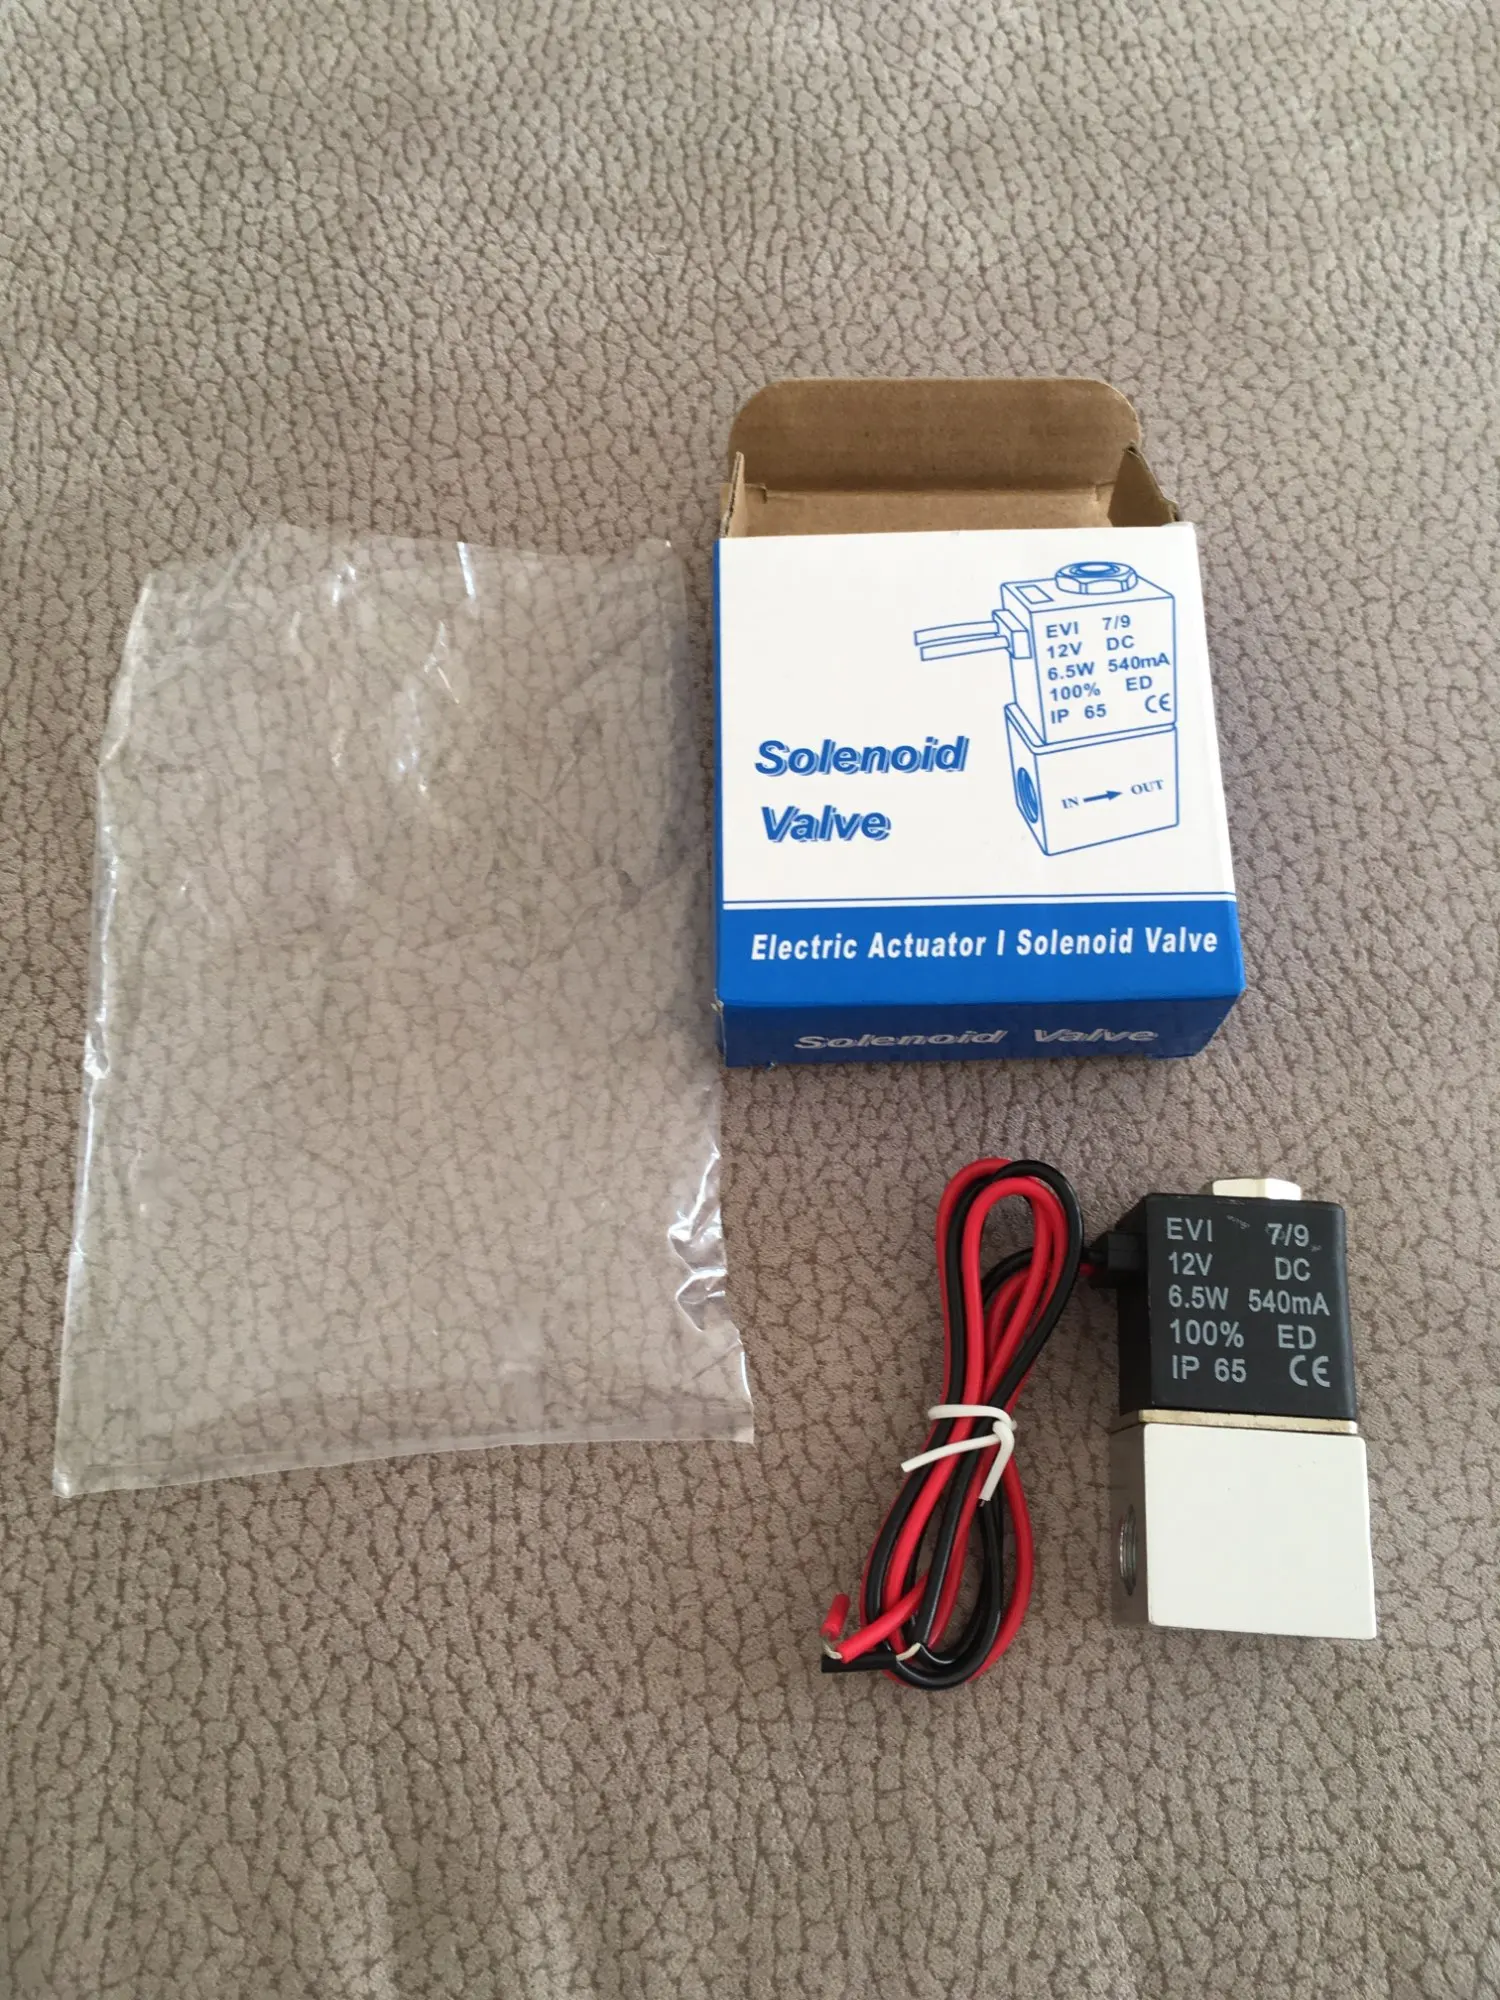 EVI 7/9
12V DC
6.5W 540mA
100% ED
IP 65 CE
IN OUT
Solenoid
Valve
Electric Actuator I Solenoid Valve
Solenoid Valve
EVI 7/9
12V DC
6.5W 540mA
100% ED
IP 65 CE